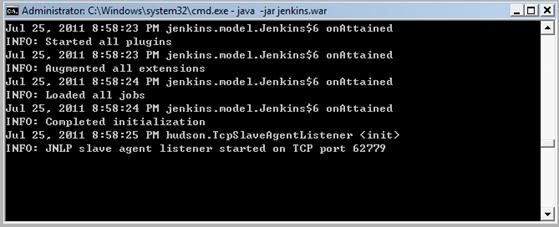 Administrator: C:\Windows\system32\cmd.exe - java -jar jenkins.war
Jul 25, 2011 8:58:23 PM jenkins.model.Jenkins$6 onAttained
INFO: Started all plugins
Jul 25, 2011 8:58:23 PM jenkins.model.Jenkins$6 onAttained
INFO: Augmented all extensions
Jul 25, 2011 8:58:24 PM jenkins.model.Jenkins$6 onAttained
INFO: Loaded all jobs
Jul 25, 2011 8:58:24 PM jenkins.model.Jenkins$6 onAttained
INFO: Completed initialization
Jul 25, 2011 8:58:25 PM hudson.TcpSlaveAgentListener <init>
INFO: JNLP slave agent listener started on TCP port 62779